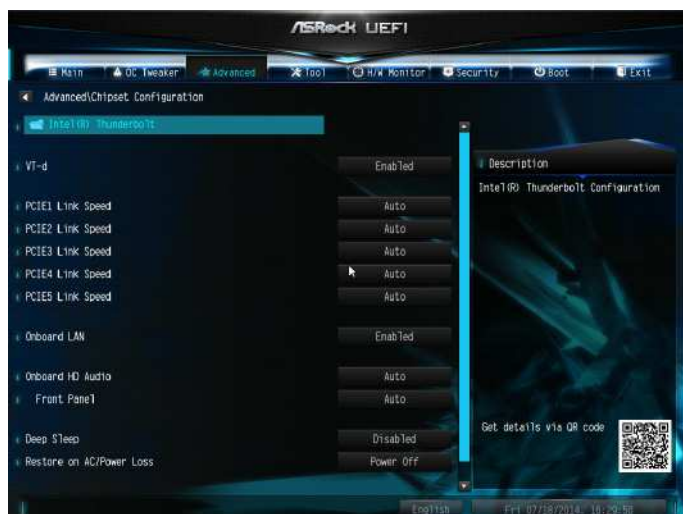 ASRock UEFI
Main OC Tweaker Advanced Tool H/W Monitor Security Boot Exit
Advanced\Chipset Configuration
Intel(R) Thunderbolt
VT-d Enabled
PCIE1 Link Speed Auto
PCIE2 Link Speed Auto
PCIE3 Link Speed Auto
PCIE4 Link Speed Auto
PCIE5 Link Speed Auto
Onboard LAN Enabled
Onboard HD Audio Auto
Front Panel Auto
Deep Sleep Disabled
Restore on AC/Power Loss Power Off
Description
Intel(R) Thunderbolt Configuration
Get details via QR code
English Fri 07/18/2014, 16:29:50